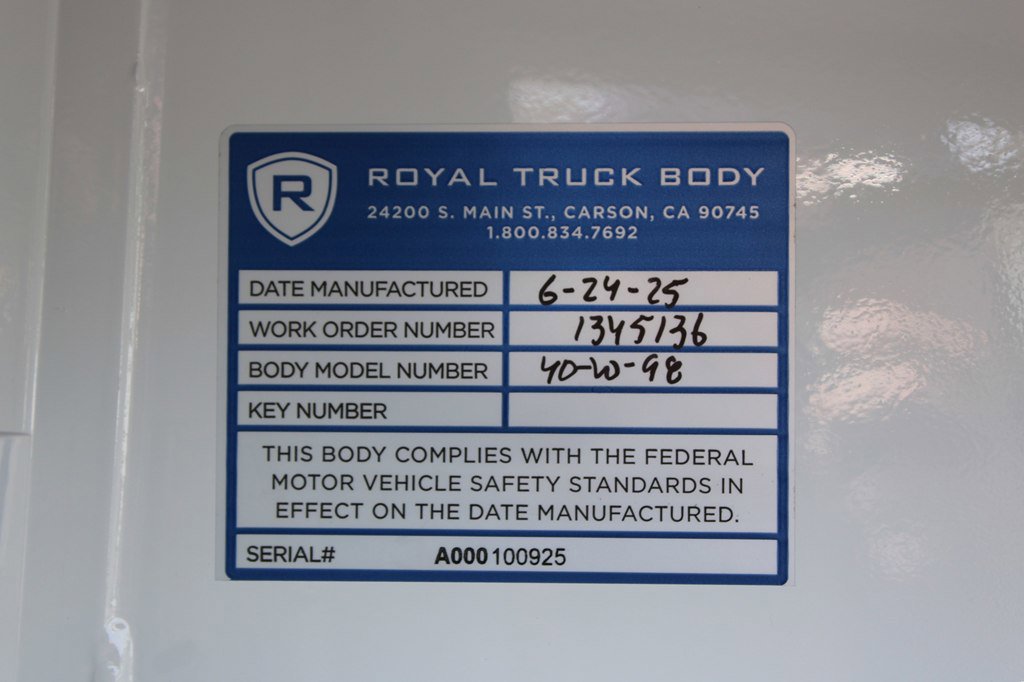 R
ROYAL TRUCK BODY
24200 S. MAIN ST., CARSON, CA 90745
1.800.834.7692
DATE MANUFACTURED 6-24-25
WORK ORDER NUMBER 1345136
BODY MODEL NUMBER 40-W-98
KEY NUMBER
THIS BODY COMPLIES WITH THE FEDERAL
MOTOR VEHICLE SAFETY STANDARDS IN
EFFECT ON THE DATE MANUFACTURED.
SERIAL# A000100925